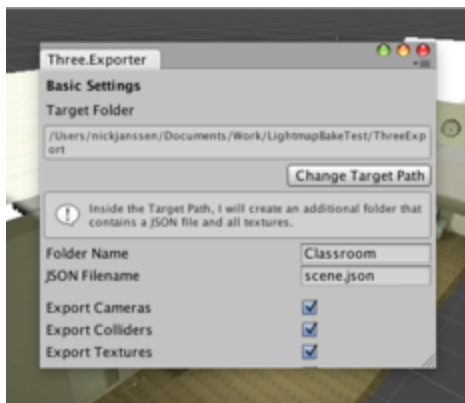 Three.Exporter
Basic Settings
Target Folder
/Users/nickjanssen/Documents/Work/LightmapBakeTest/ThreeExp
ort
Change Target Path
Inside the Target Path, I will create an additional folder that
contains a JSON file and all textures.
Folder Name Classroom
JSON Filename scene.json
Export Cameras
Export Colliders
Export Textures